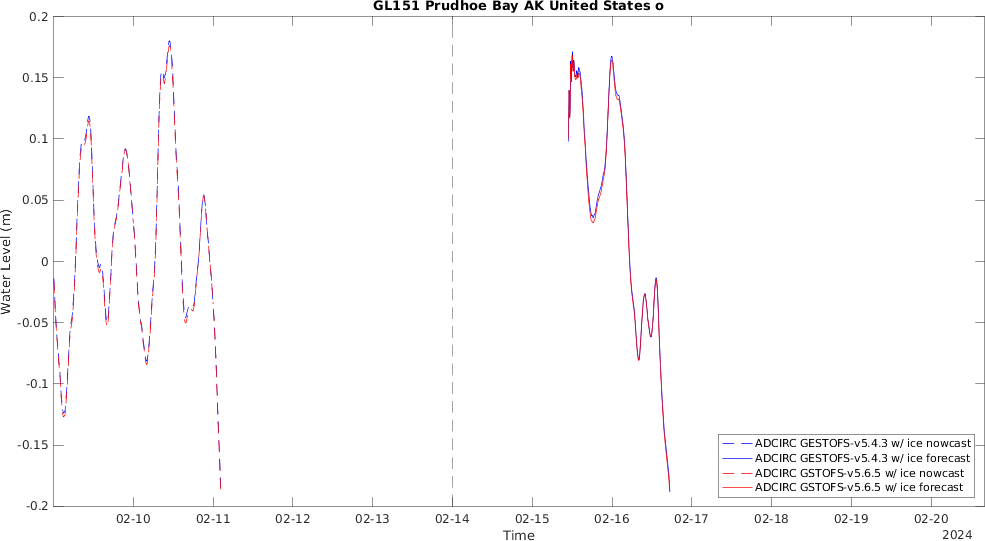 GL151 Prudhoe Bay AK United States o
0.2
0.15
0.1
0.05
0
-0.05
-0.1
-0.15
-0.2
Water Level (m)
02-10 02-11 02-12 02-13 02-14 02-15 02-16 02-17 02-18 02-19 02-20
Time
2024
ADCIRC GESTOFS-v5.4.3 w/ ice nowcast
ADCIRC GESTOFS-v5.4.3 w/ ice forecast
ADCIRC GSTOFS-v5.6.5 w/ ice nowcast
ADCIRC GSTOFS-v5.6.5 w/ ice forecast